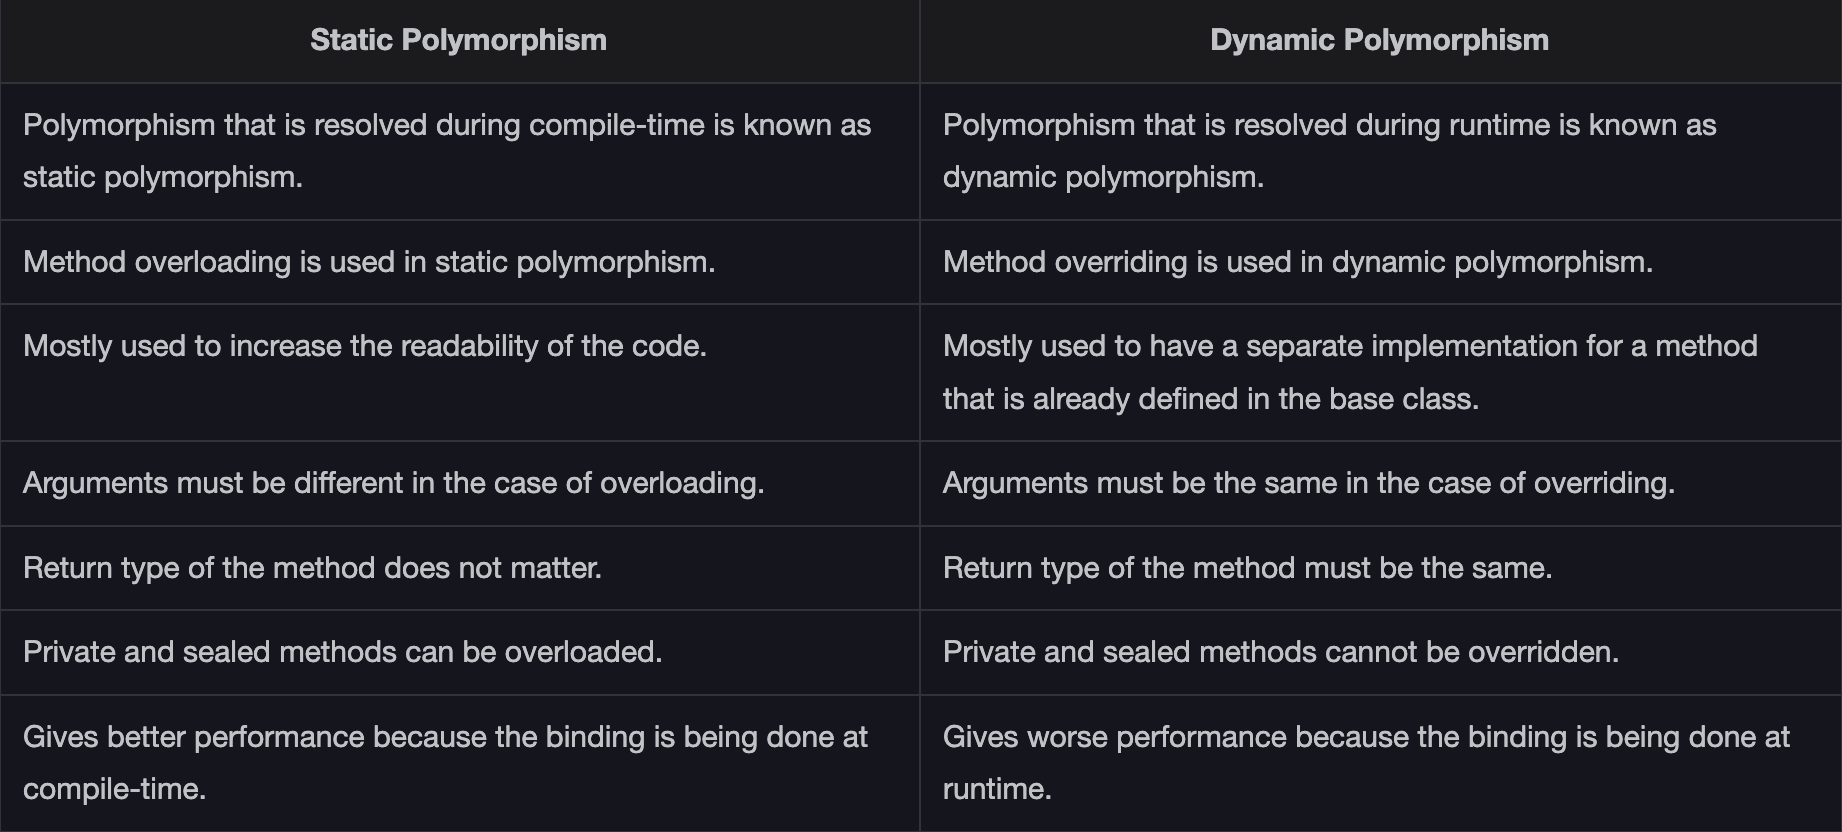 Static Polymorphism
Dynamic Polymorphism
Polymorphism that is resolved during compile-time is known as
static polymorphism.
Polymorphism that is resolved during runtime is known as
dynamic polymorphism.
Method overloading is used in static polymorphism.
Method overriding is used in dynamic polymorphism.
Mostly used to increase the readability of the code.
Mostly used to have a separate implementation for a method
that is already defined in the base class.
Arguments must be different in the case of overloading.
Arguments must be the same in the case of overriding.
Return type of the method does not matter.
Return type of the method must be the same.
Private and sealed methods can be overloaded.
Private and sealed methods cannot be overridden.
Gives better performance because the binding is being done at
compile-time.
Gives worse performance because the binding is being done at
runtime.